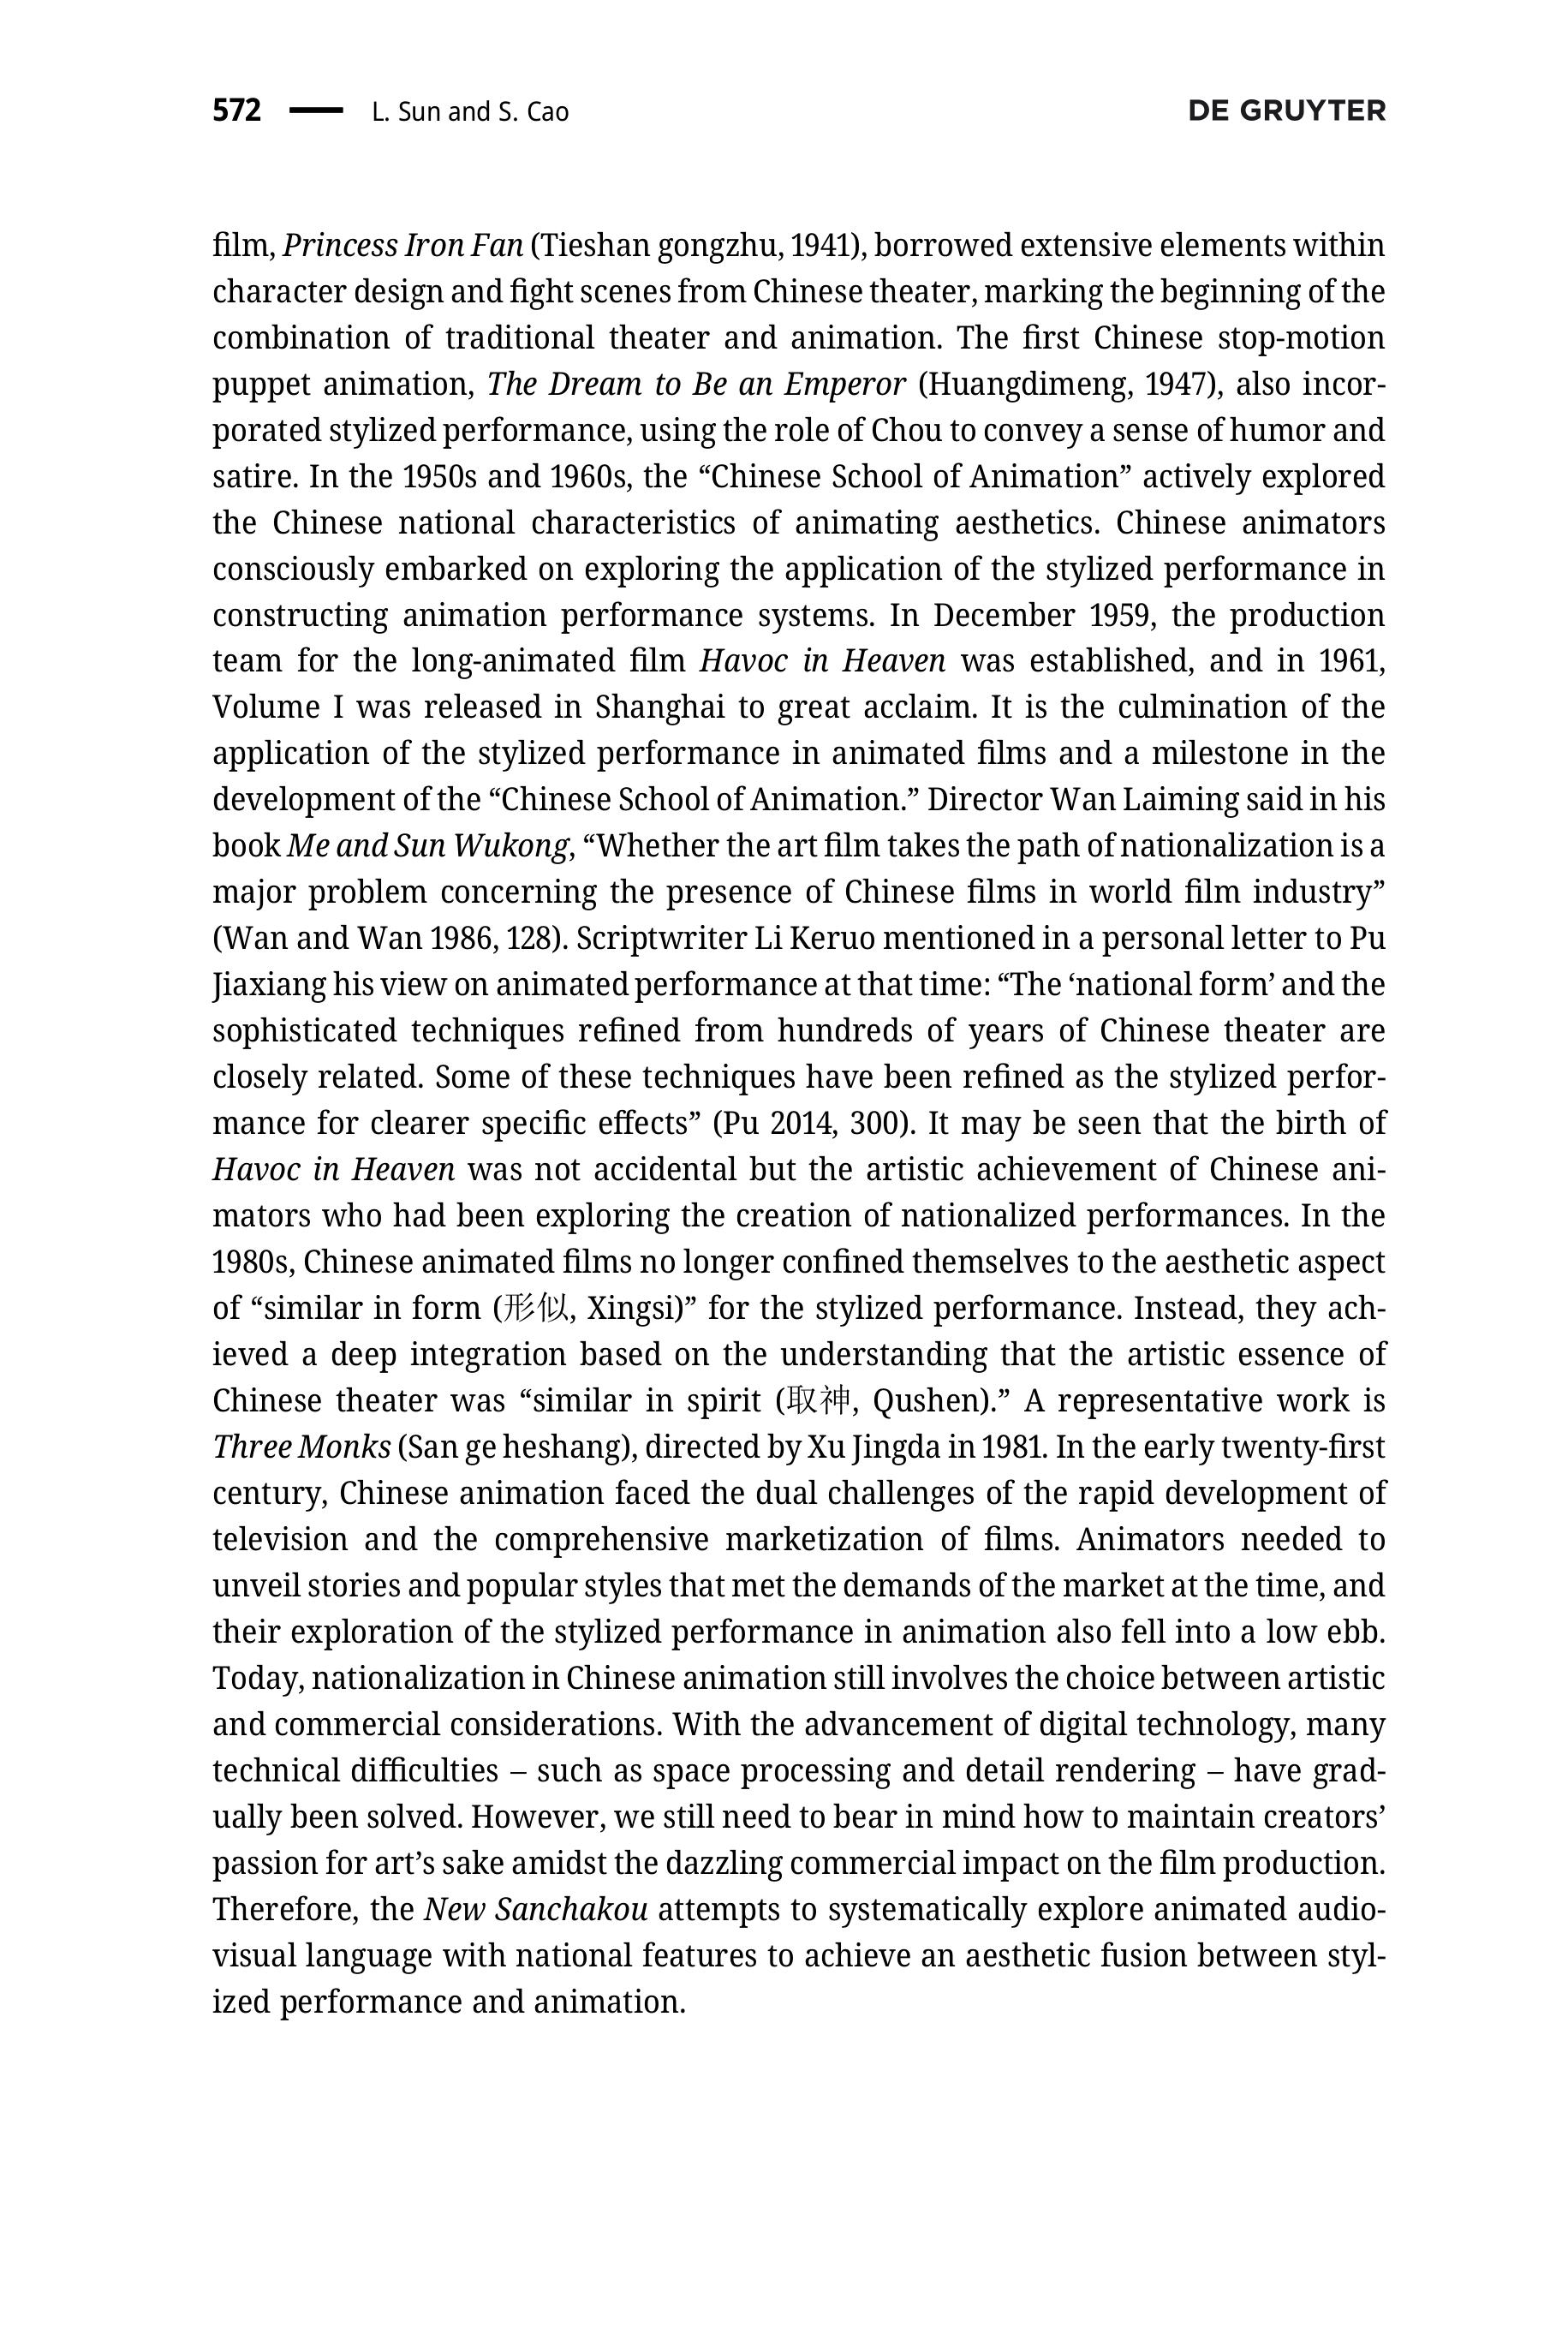 572 — L. Sun and S. Cao DE GRUYTER
film, Princess Iron Fan (Tieshan gongzhu, 1941), borrowed extensive elements within
character design and fight scenes from Chinese theater, marking the beginning of the
combination of traditional theater and animation. The first Chinese stop-motion
puppet animation, The Dream to Be an Emperor (Huangdimeng, 1947), also incor-
porated stylized performance, using the role of Chou to convey a sense of humor and
satire. In the 1950s and 1960s, the “Chinese School of Animation” actively explored
the Chinese national characteristics of animating aesthetics. Chinese animators
consciously embarked on exploring the application of the stylized performance in
constructing animation performance systems. In December 1959, the production
team for the long-animated film Havoc in Heaven was established, and in 1961,
Volume I was released in Shanghai to great acclaim. It is the culmination of the
application of the stylized performance in animated films and a milestone in the
development of the “Chinese School of Animation.” Director Wan Laiming said in his
book Me and Sun Wukong, “Whether the art film takes the path of nationalization is a
major problem concerning the presence of Chinese films in world film industry”
(Wan and Wan 1986, 128). Scriptwriter Li Keruo mentioned in a personal letter to Pu
Jiaxiang his view on animated performance at that time: “The ‘national form’ and the
sophisticated techniques refined from hundreds of years of Chinese theater are
closely related. Some of these techniques have been refined as the stylized perfor-
mance for clearer specific effects” (Pu 2014, 300). It may be seen that the birth of
Havoc in Heaven was not accidental but the artistic achievement of Chinese ani-
mators who had been exploring the creation of nationalized performances. In the
1980s, Chinese animated films no longer confined themselves to the aesthetic aspect
of “similar in form (形似, Xingsi)” for the stylized performance. Instead, they ach-
ieved a deep integration based on the understanding that the artistic essence of
Chinese theater was “similar in spirit (取神, Qushen).” A representative work is
Three Monks (San ge heshang), directed by Xu Jingda in 1981. In the early twenty-first
century, Chinese animation faced the dual challenges of the rapid development of
television and the comprehensive marketization of films. Animators needed to
unveil stories and popular styles that met the demands of the market at the time, and
their exploration of the stylized performance in animation also fell into a low ebb.
Today, nationalization in Chinese animation still involves the choice between artistic
and commercial considerations. With the advancement of digital technology, many
technical difficulties – such as space processing and detail rendering – have grad-
ually been solved. However, we still need to bear in mind how to maintain creators’
passion for art’s sake amidst the dazzling commercial impact on the film production.
Therefore, the New Sanchakou attempts to systematically explore animated audio-
visual language with national features to achieve an aesthetic fusion between styl-
ized performance and animation.